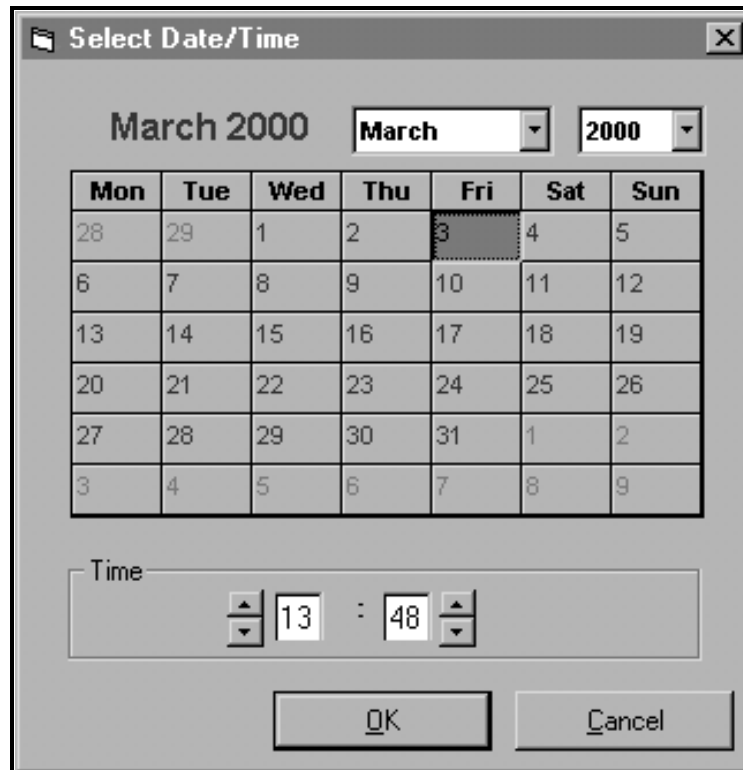 Select Date/Time
March 2000 March 2000
Mon Tue Wed Thu Fri Sat Sun
28 29 1 2 3 4 5
6 7 8 9 10 11 12
13 14 15 16 17 18 19
20 21 22 23 24 25 26
27 28 29 30 31 1 2
3 4 5 6 7 8 9
Time
13 : 48
OK Cancel